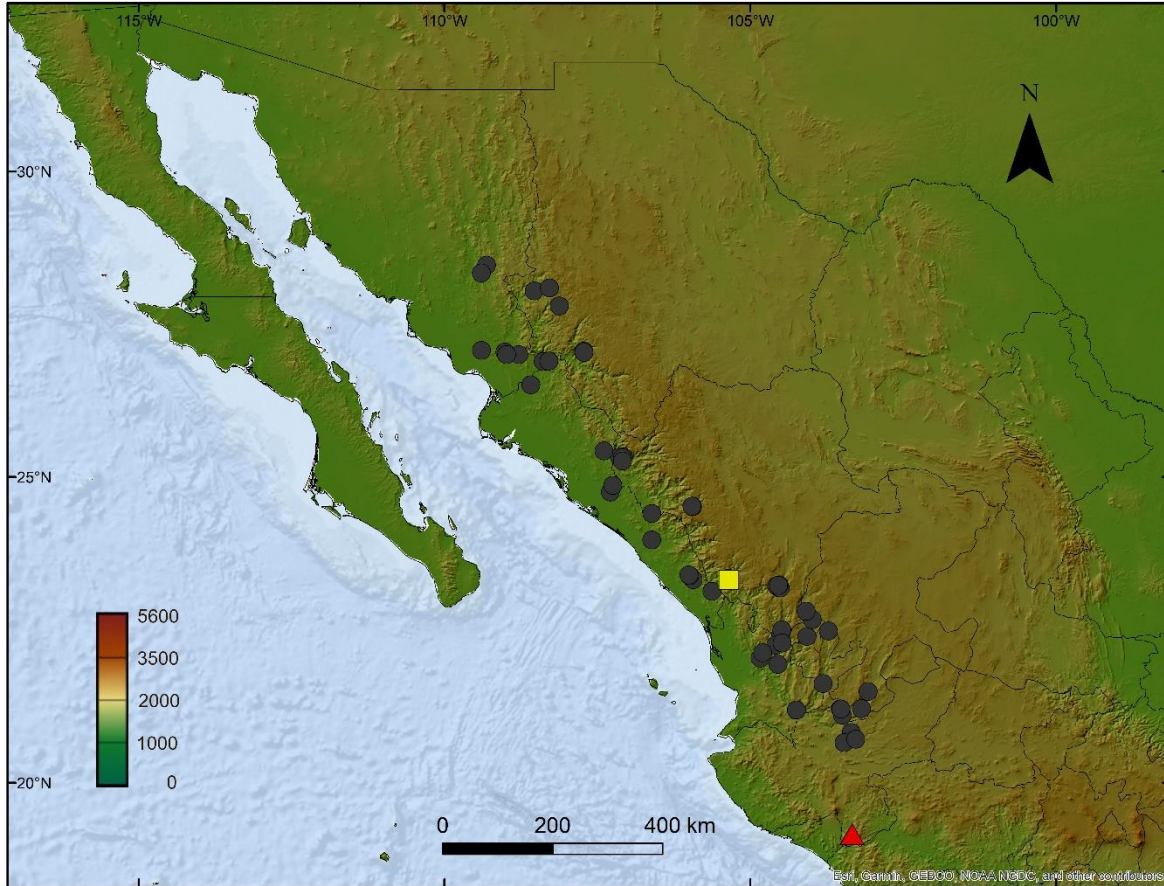 115°W 110°W 105°W 100°W
N
30°N
25°N
5600
3500
2000
1000
0
20°N
0 200 400 km
Esri, Garmin, GEBCO, NOAA NGDC, and other contributors